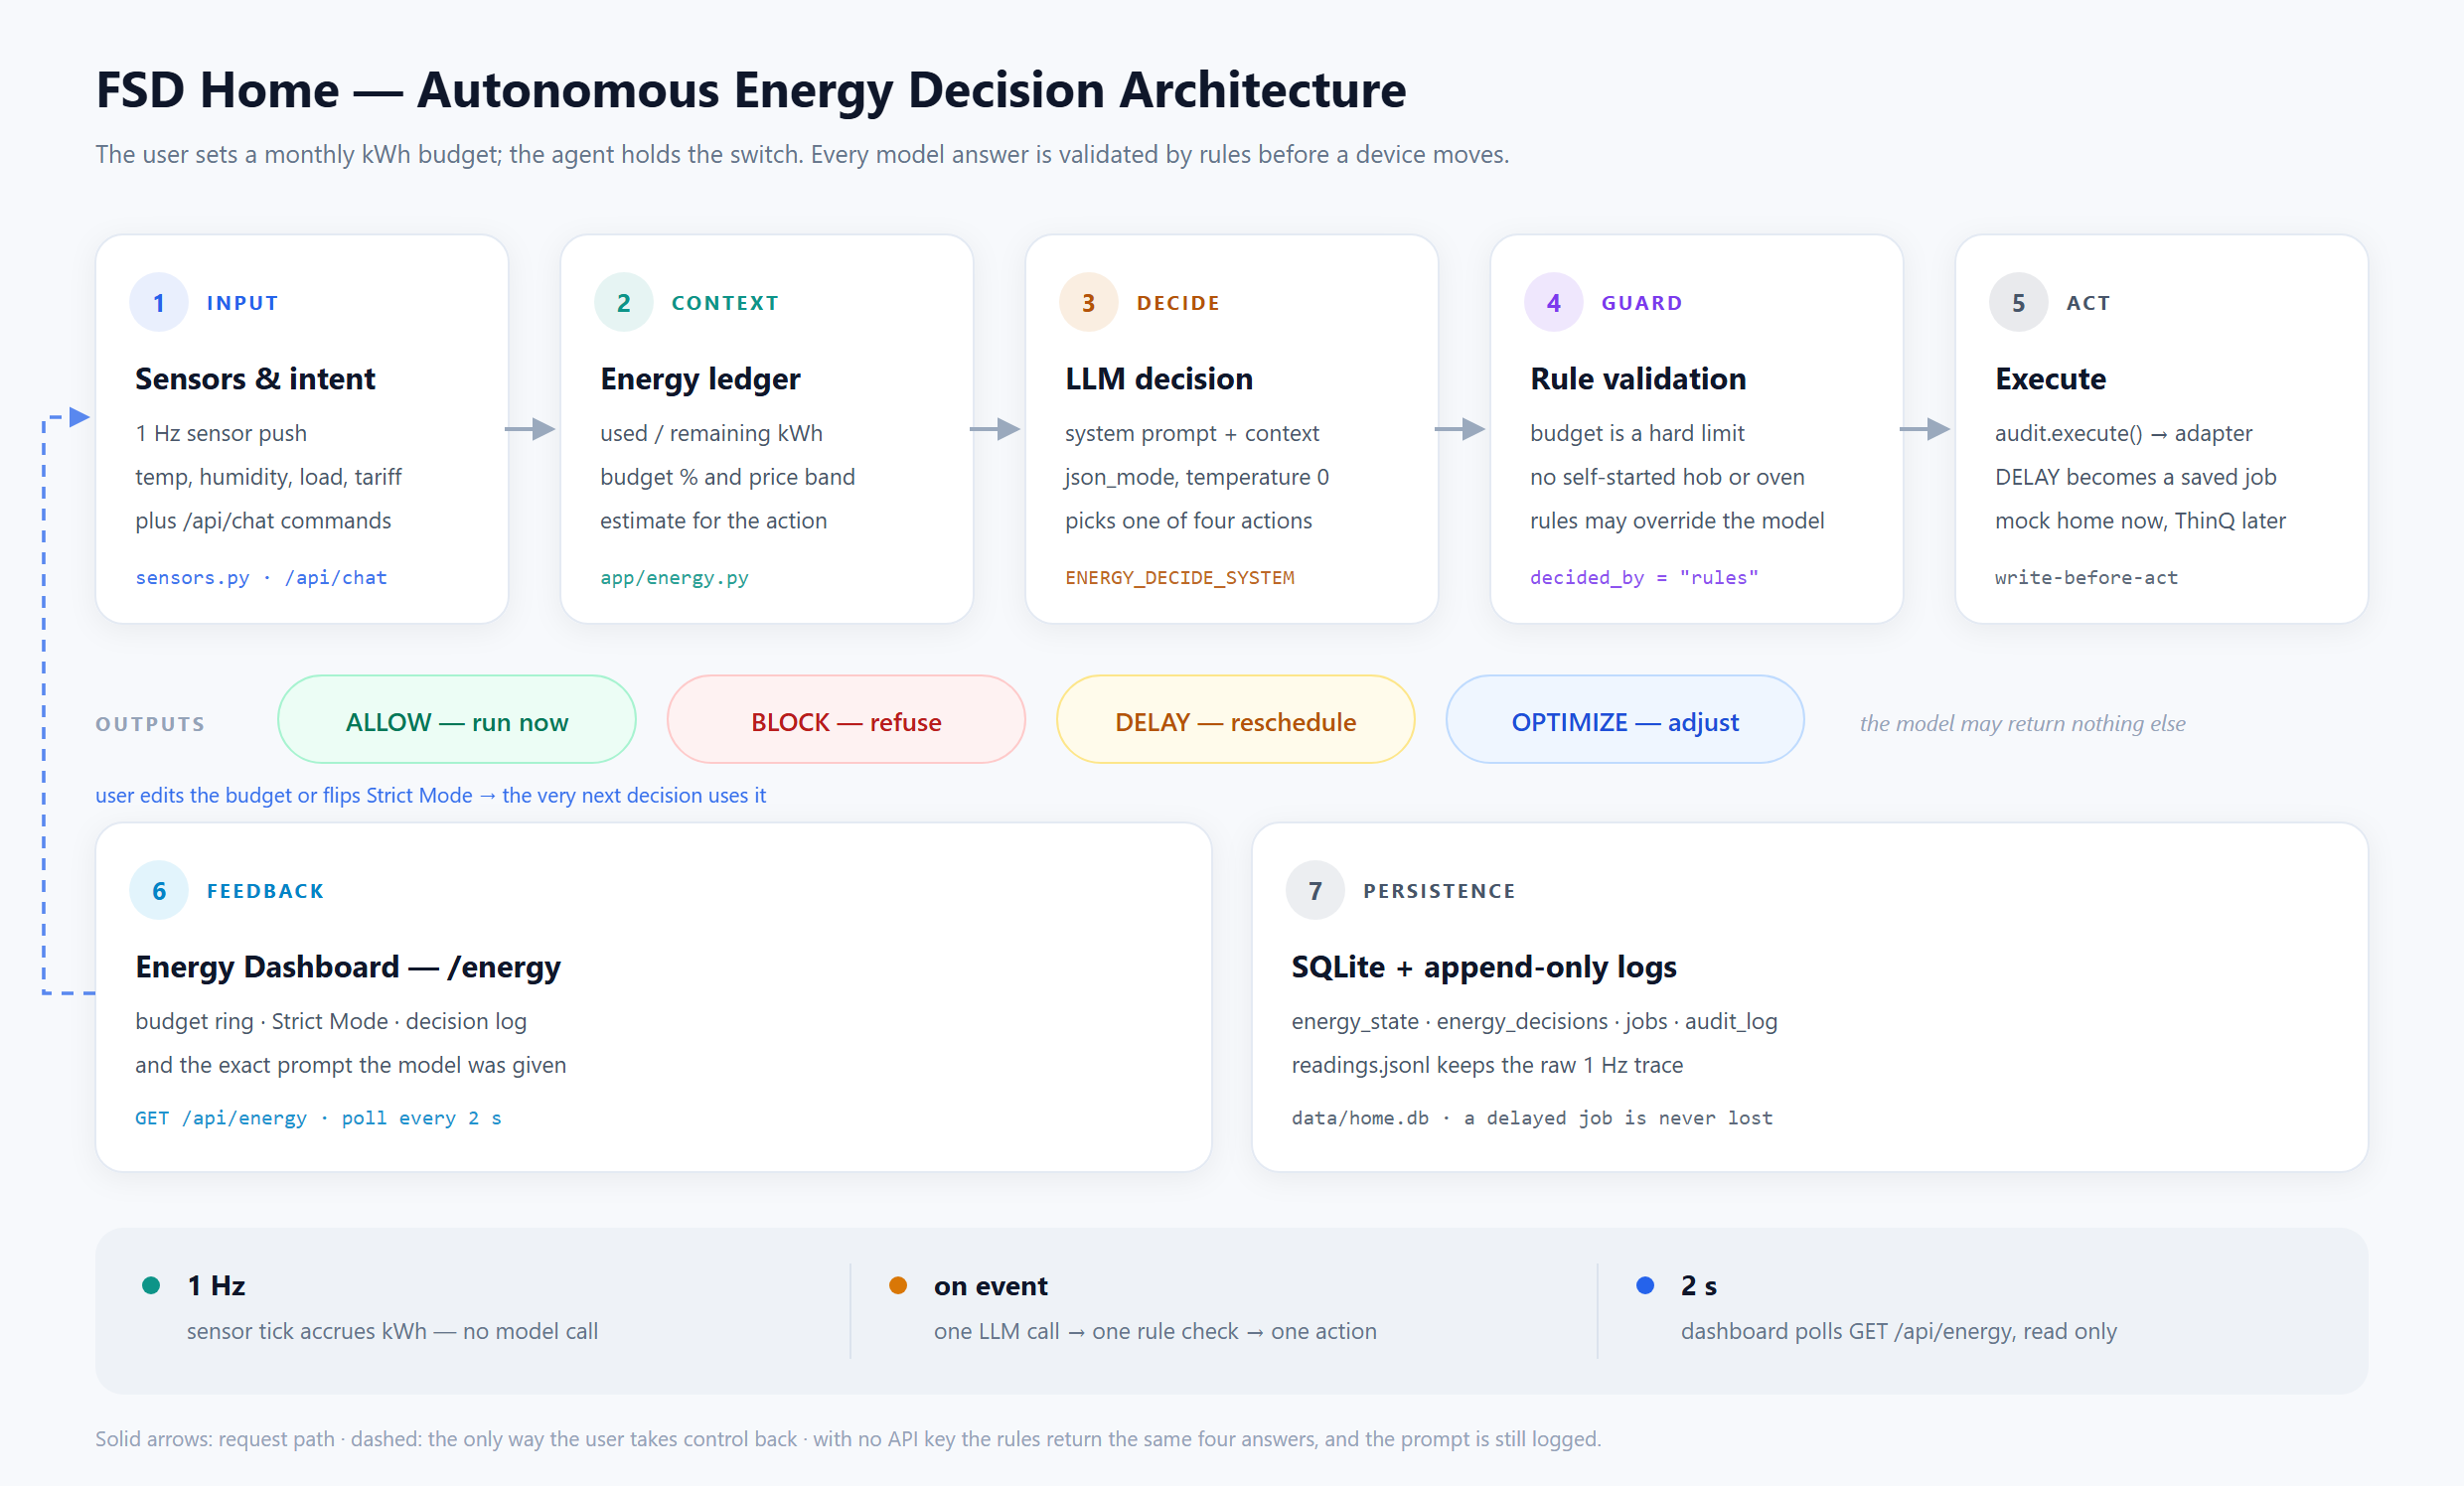 FSD Home — Autonomous Energy Decision Architecture
The user sets a monthly kWh budget; the agent holds the switch. Every model answer is validated by rules before a device moves.
1 INPUT
Sensors & intent
1 Hz sensor push
temp, humidity, load, tariff
plus /api/chat commands
sensors.py · /api/chat
2 CONTEXT
Energy ledger
used / remaining kWh
budget % and price band
estimate for the action
app/energy.py
3 DECIDE
LLM decision
system prompt + context
json_mode, temperature 0
picks one of four actions
ENERGY_DECIDE_SYSTEM
4 GUARD
Rule validation
budget is a hard limit
no self-started hob or oven
rules may override the model
decided_by = "rules"
5 ACT
Execute
audit.execute() → adapter
DELAY becomes a saved job
mock home now, ThinQ later
write-before-act
OUTPUTS
ALLOW — run now
BLOCK — refuse
DELAY — reschedule
OPTIMIZE — adjust
the model may return nothing else
user edits the budget or flips Strict Mode → the very next decision uses it
6 FEEDBACK
Energy Dashboard — /energy
budget ring · Strict Mode · decision log
and the exact prompt the model was given
GET /api/energy · poll every 2 s
7 PERSISTENCE
SQLite + append-only logs
energy_state · energy_decisions · jobs · audit_log
readings.jsonl keeps the raw 1 Hz trace
data/home.db · a delayed job is never lost
1 Hz
sensor tick accrues kWh — no model call
on event
one LLM call → one rule check → one action
2 s
dashboard polls GET /api/energy, read only
Solid arrows: request path · dashed: the only way the user takes control back · with no API key the rules return the same four answers, and the prompt is still logged.